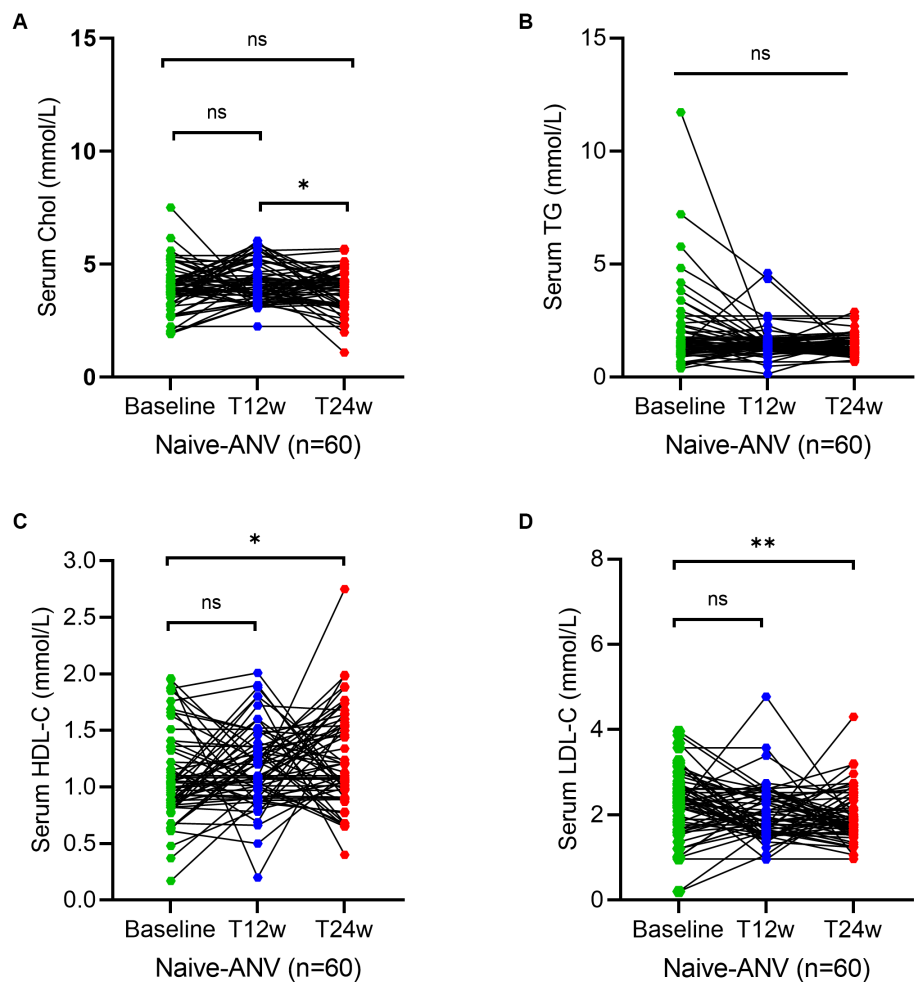 A
Serum Chol (mmol/L)
15
10
5
0
ns
ns
*
Baseline T12w T24w
Naive-ANV (n=60)
B
Serum TG (mmol/L)
15
10
5
0
ns
Baseline T12w T24w
Naive-ANV (n=60)
C
Serum HDL-C (mmol/L)
3.0
2.5
2.0
1.5
1.0
0.5
0.0
*
ns
Baseline T12w T24w
Naive-ANV (n=60)
D
Serum LDL-C (mmol/L)
8
6
4
2
0
**
ns
Baseline T12w T24w
Naive-ANV (n=60)